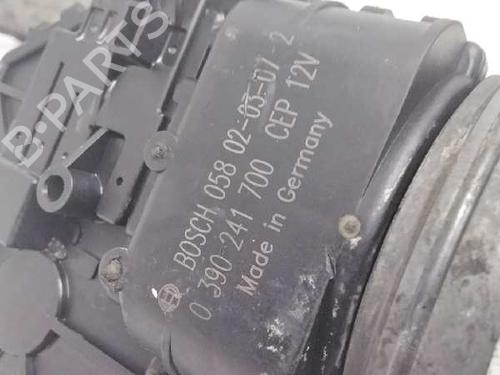 B-PARTS
BOSCH 058 02-03-07-2
0 390 241 700 CEP 12V
Made in Germany